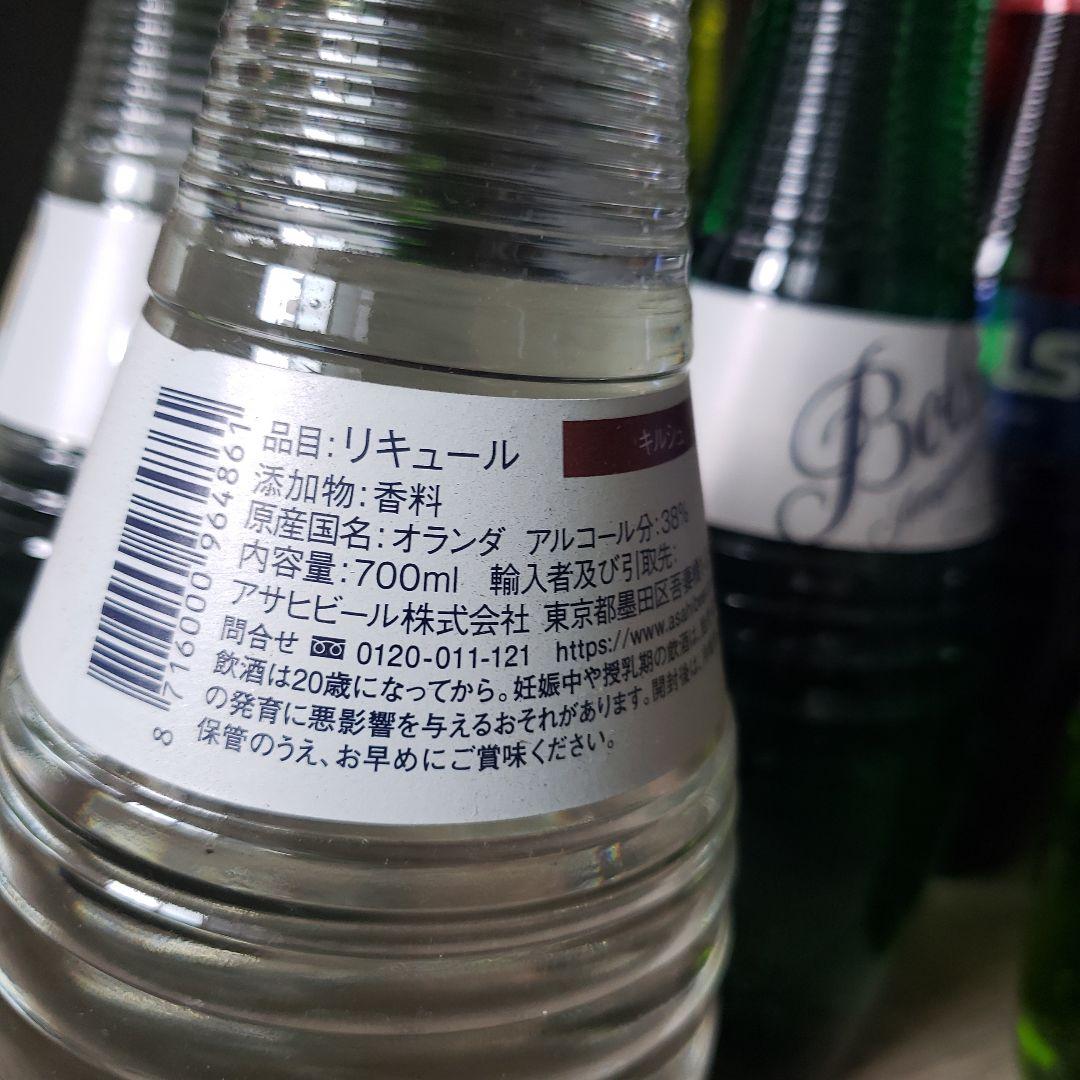 キルシュ
品目:リキュール
添加物:香料
原産国名:オランダ アルコール分:38%
内容量:700ml 輸入者及び引取先:
アサヒビール株式会社 東京都墨田区吾妻橋
問合せ 0120-011-121 https://www.asahibe
飲酒は20歳になってから。妊娠中や授乳期の飲酒は、
の発育に悪影響を与えるおそれがあります。開封後は、
保管のうえ、お早めにご賞味ください。
8 716000 964861
Bols
LS